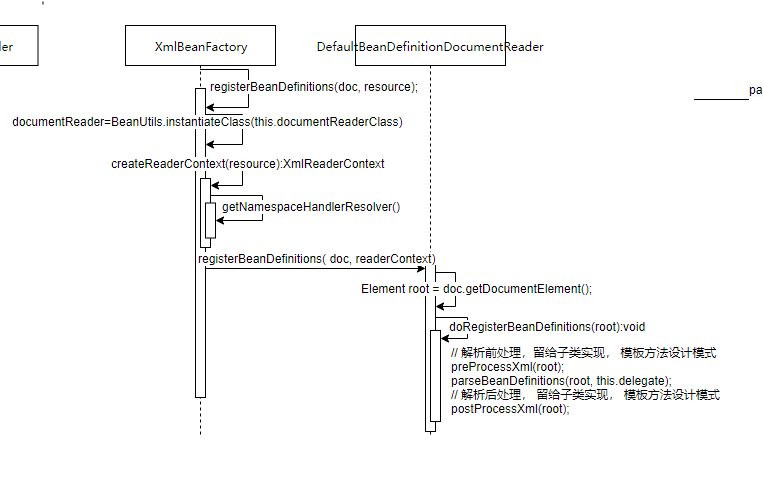 der
XmlBeanFactory
DefaultBeanDefinitionDocumentReader
registerBeanDefinitions(doc, resource);
pa
documentReader=BeanUtils.instantiateClass(this.documentReaderClass)
createReaderContext(resource):XmlReaderContext
getNamespaceHandlerResolver()
registerBeanDefinitions( doc, readerContext)
Element root = doc.getDocumentElement();
doRegisterBeanDefinitions(root):void
// 解析前处理，留给子类实现， 模板方法设计模式
preProcessXml(root);
parseBeanDefinitions(root, this.delegate);
// 解析后处理， 留给子类实现， 模板方法设计模式
postProcessXml(root);